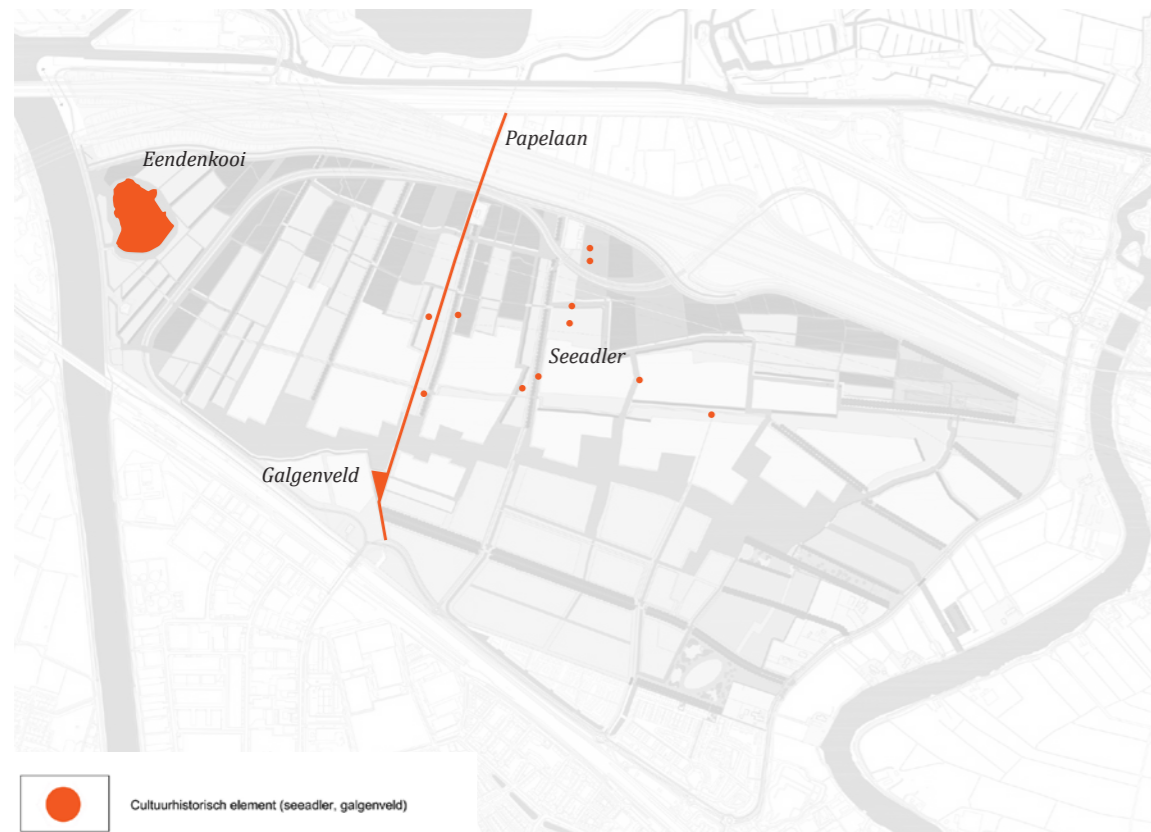 Papelaan
Eendenkooi
Seeadler
Galgenveld
Cultuurhistorisch element (seeadler, galgenveld)